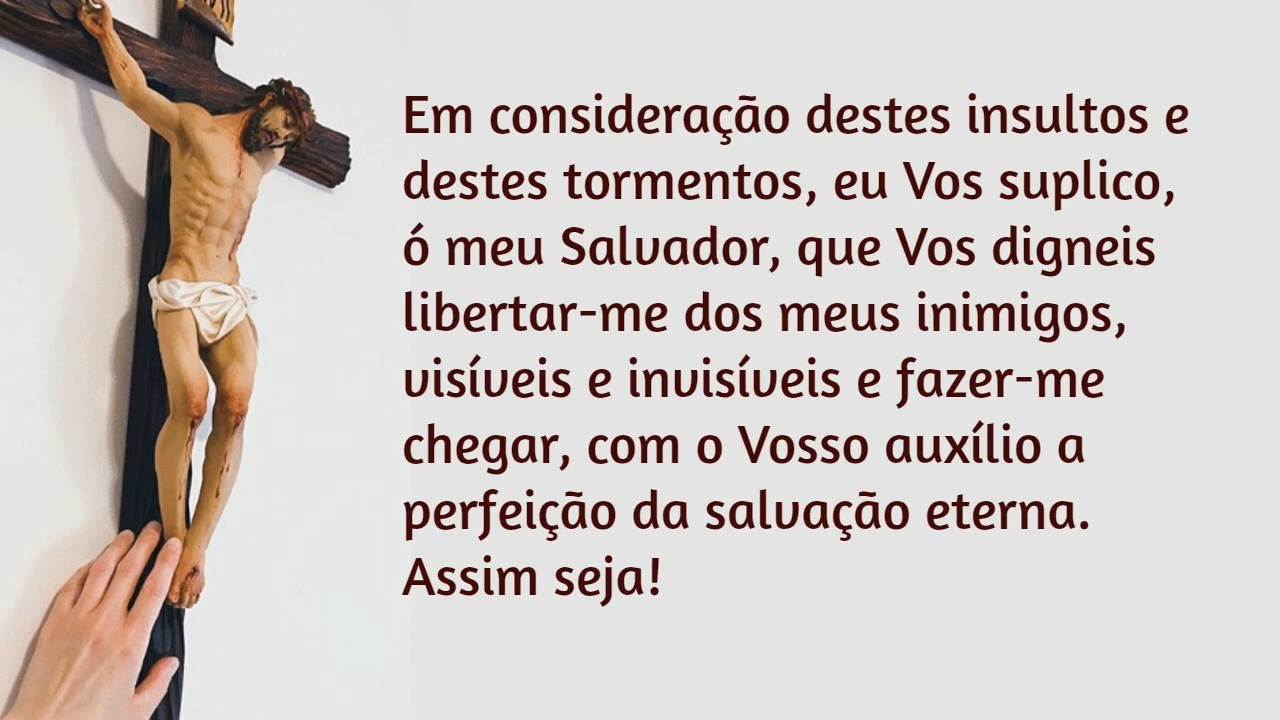 Em consideração destes insultos e
destes tormentos, eu Vos suplico,
ó meu Salvador, que Vos digneis
libertar-me dos meus inimigos,
visíveis e invisíveis e fazer-me
chegar, com o Vosso auxílio a
perfeição da salvação eterna.
Assim seja!